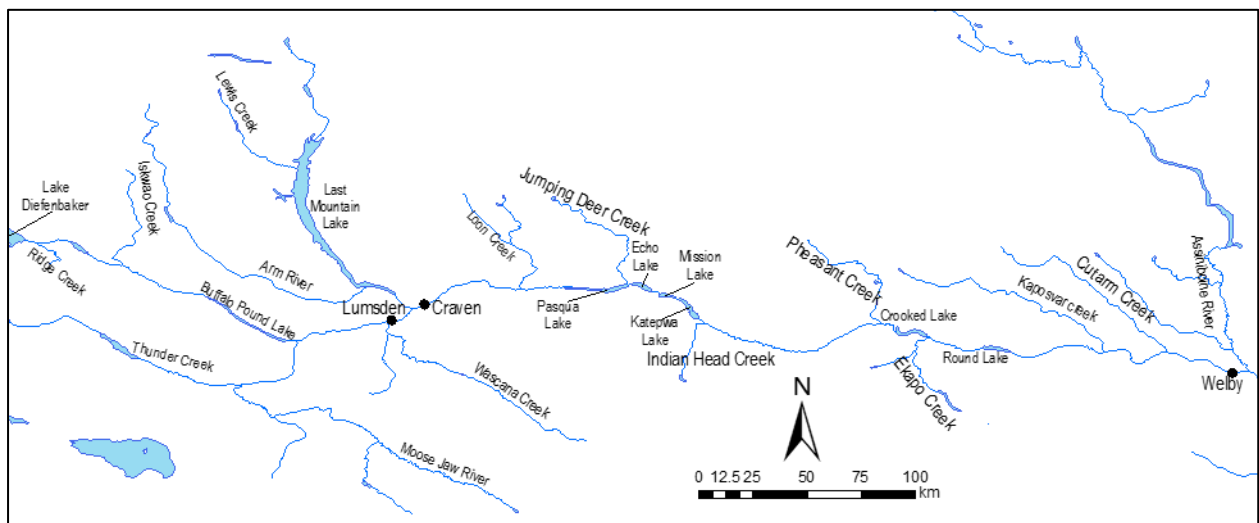 Lewis Creek
Iskwao Creek
Lake
Diefenbaker
Ridge Creek
Last
Mountain
Lake
Arm River
Buffalo Pound Lake
Lumsden
Craven
Thunder Creek
Wascana Creek
Moose Jaw River
Loon Creek
Jumping Deer Creek
Echo
Lake
Mission
Lake
Pasqua
Lake
Katepwa
Lake
Indian Head Creek
Pheasant Creek
Crooked Lake
Ekapo Creek
Round Lake
Kaposvar creek
Cutarm Creek
Assiniboine River
Welby
N
0 12.5 25 50 75 100
km